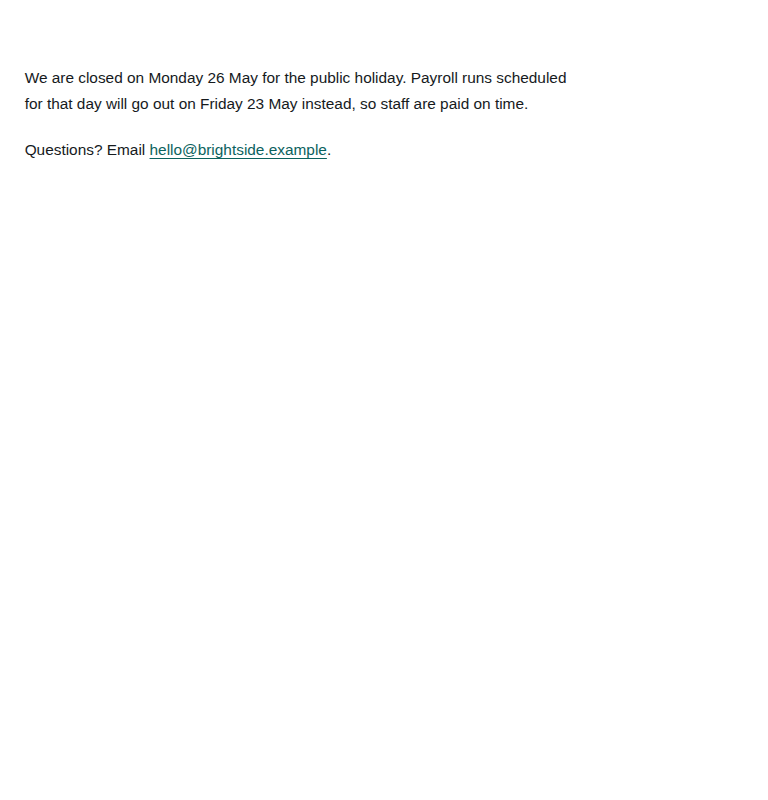 We are closed on Monday 26 May for the public holiday. Payroll runs scheduled
for that day will go out on Friday 23 May instead, so staff are paid on time.
Questions? Email hello@brightside.example.